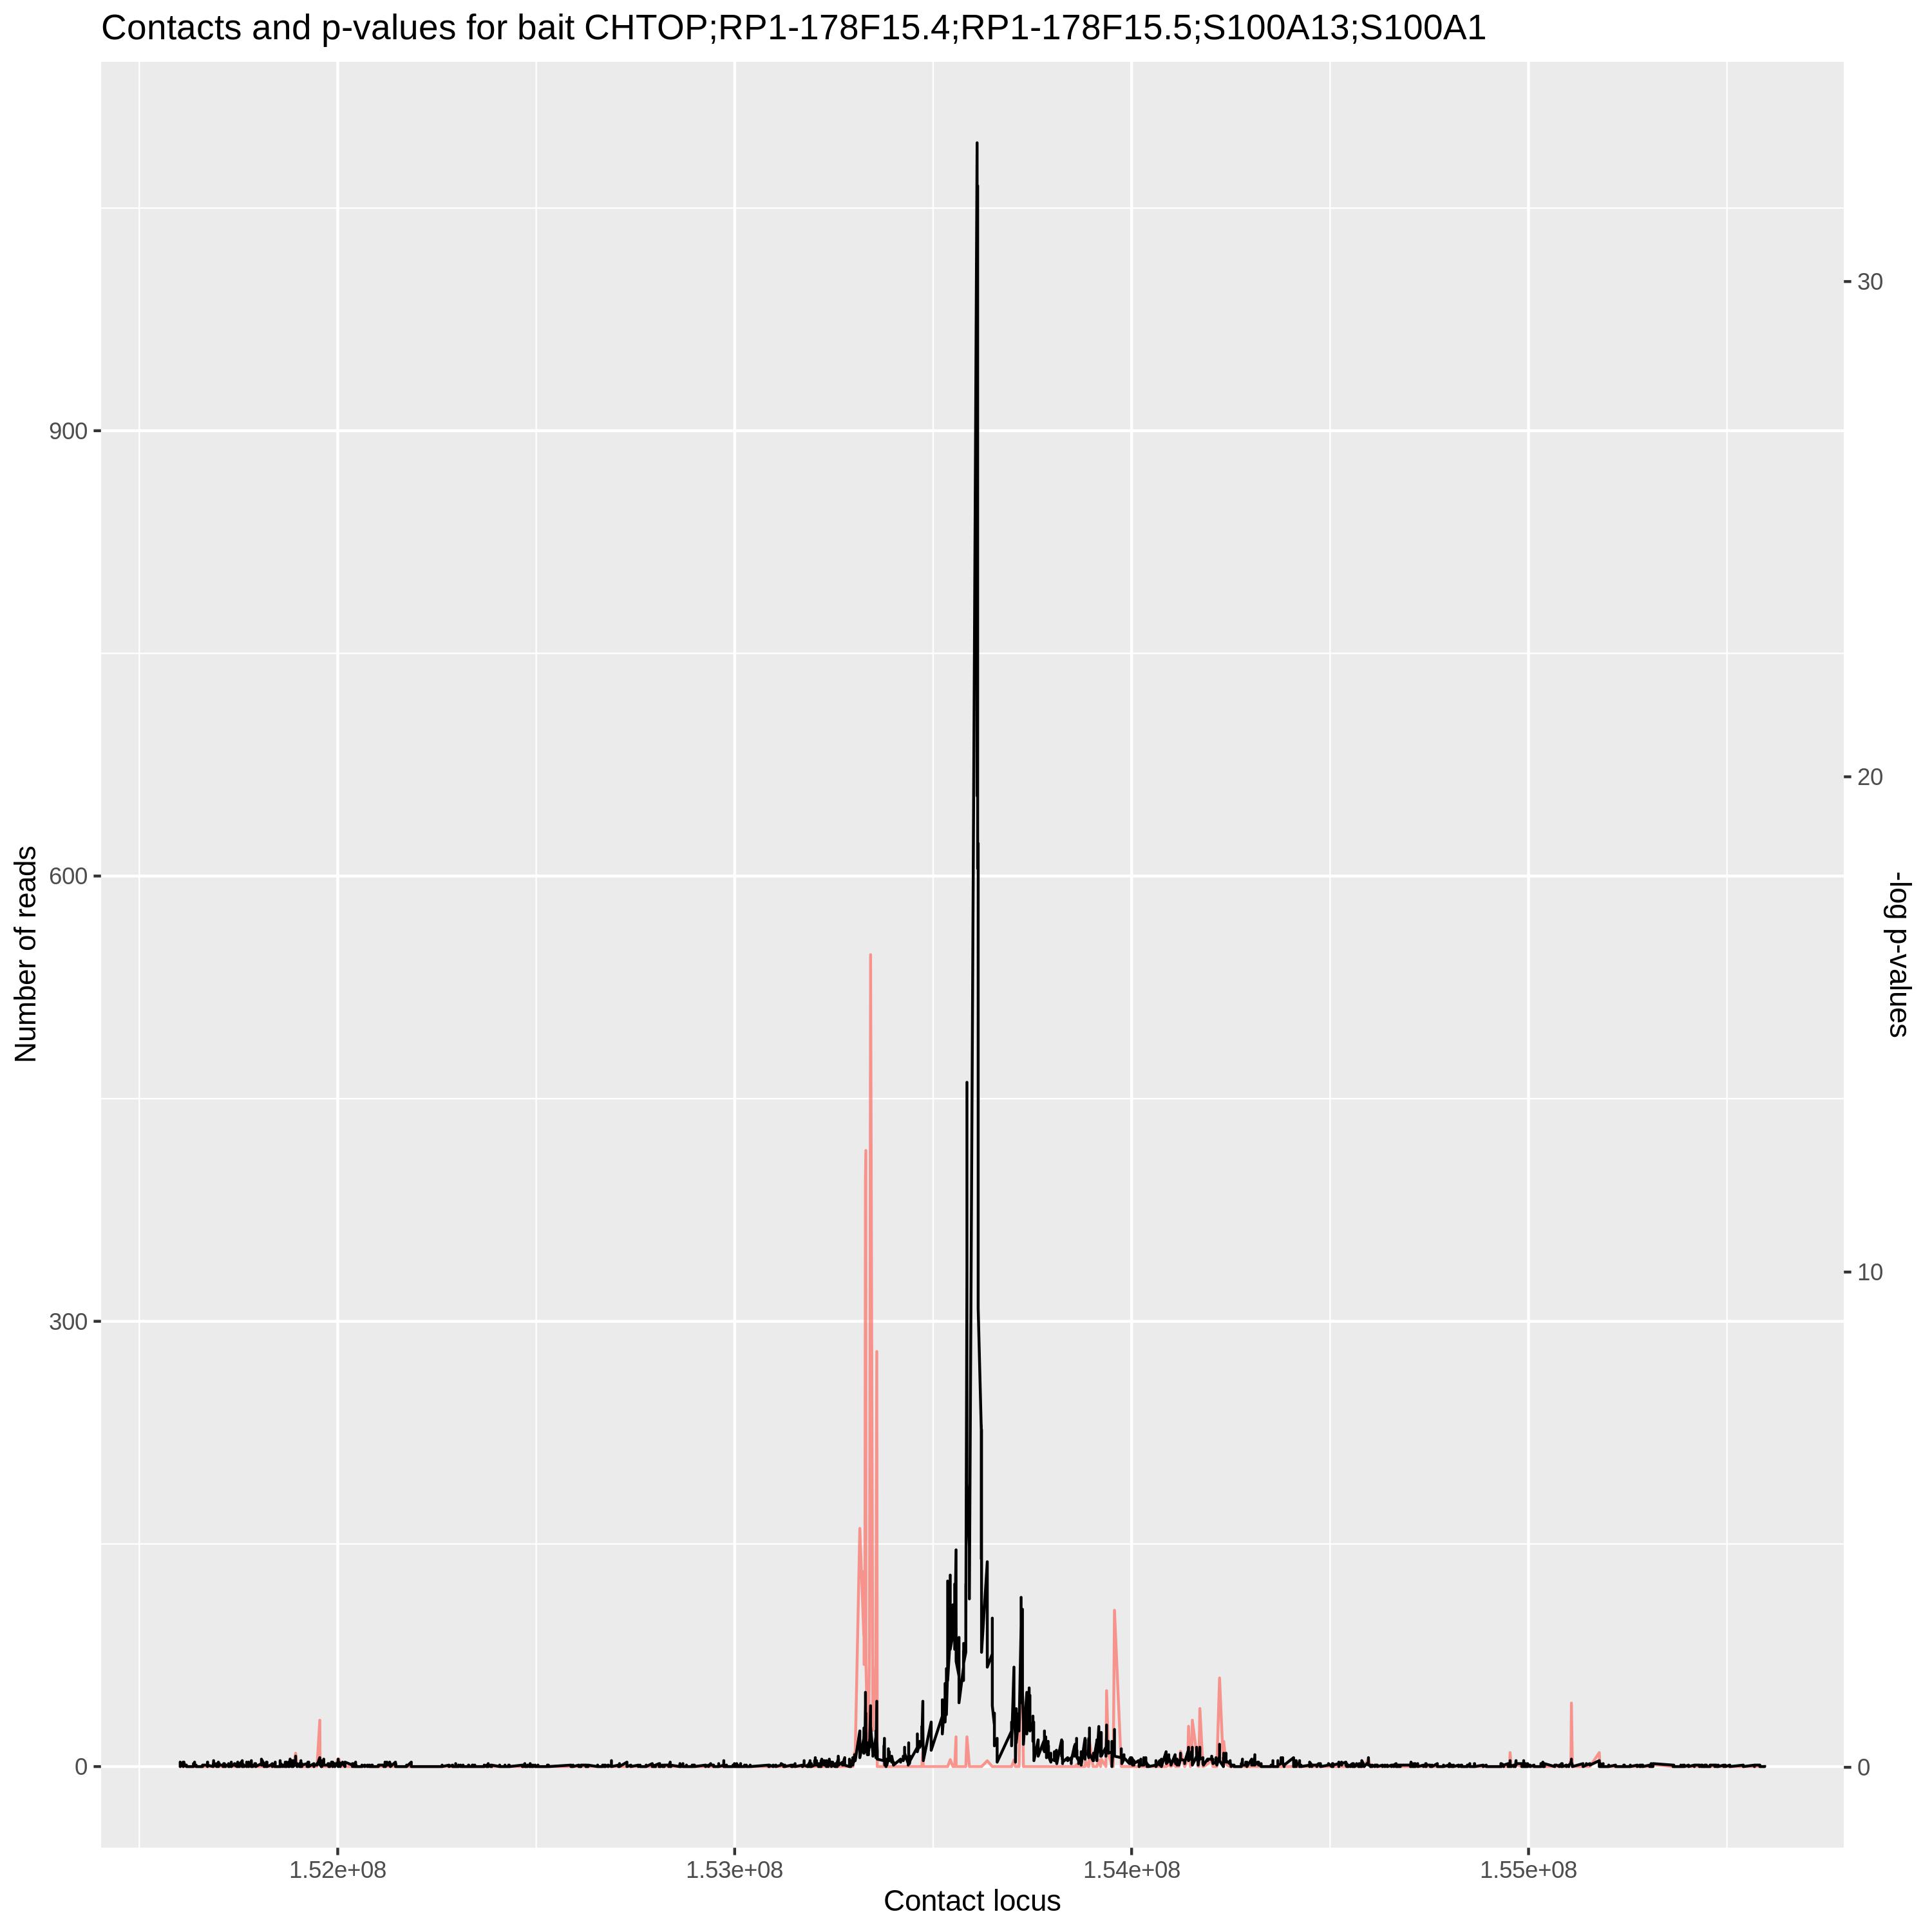 Contacts and p-values for bait CHTOP;RP1-178F15.4;RP1-178F15.5;S100A13;S100A1
Number of reads
900
600
300
0
30
20
10
0
-log p-values
1.52e+08
1.53e+08
1.54e+08
1.55e+08
Contact locus